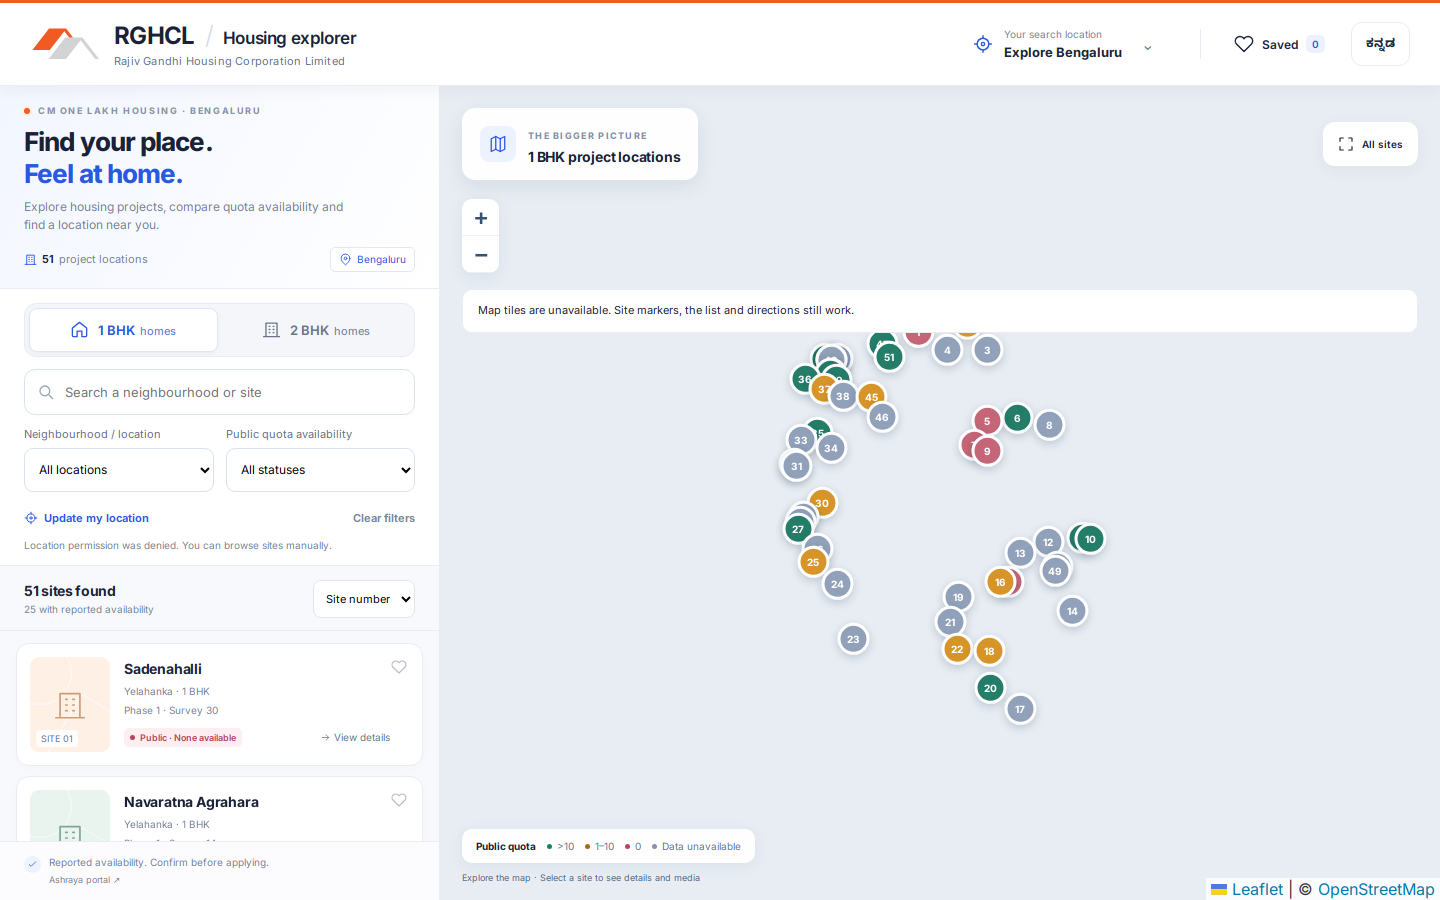 RGHCL / Housing explorer
Rajiv Gandhi Housing Corporation Limited
Your search location
Explore Bengaluru
Saved 0
ಕನ್ನಡ
CM ONE LAKH HOUSING · BENGALURU
Find your place.
Feel at home.
Explore housing projects, compare quota availability and
find a location near you.
51 project locations
Bengaluru
1 BHK homes
2 BHK homes
Search a neighbourhood or site
Neighbourhood / location
Public quota availability
All locations
All statuses
Update my location
Clear filters
Location permission was denied. You can browse sites manually.
51 sites found
25 with reported availability
Site number
Sadenahalli
Yelahanka · 1 BHK
Phase 1 · Survey 30
SITE 01
Public · None available
→ View details
Navaratna Agrahara
Yelahanka · 1 BHK
Reported availability. Confirm before applying.
Ashraya portal ↗
THE BIGGER PICTURE
1 BHK project locations
All sites
+
−
Map tiles are unavailable. Site markers, the list and directions still work.
51
4
3
36
38
45
46
5
6
8
9
33
34
31
30
27
25
24
23
12
10
13
49
16
14
19
21
22
18
20
17
Public quota >10 1–10 0 Data unavailable
Explore the map · Select a site to see details and media
Leaflet | © OpenStreetMap